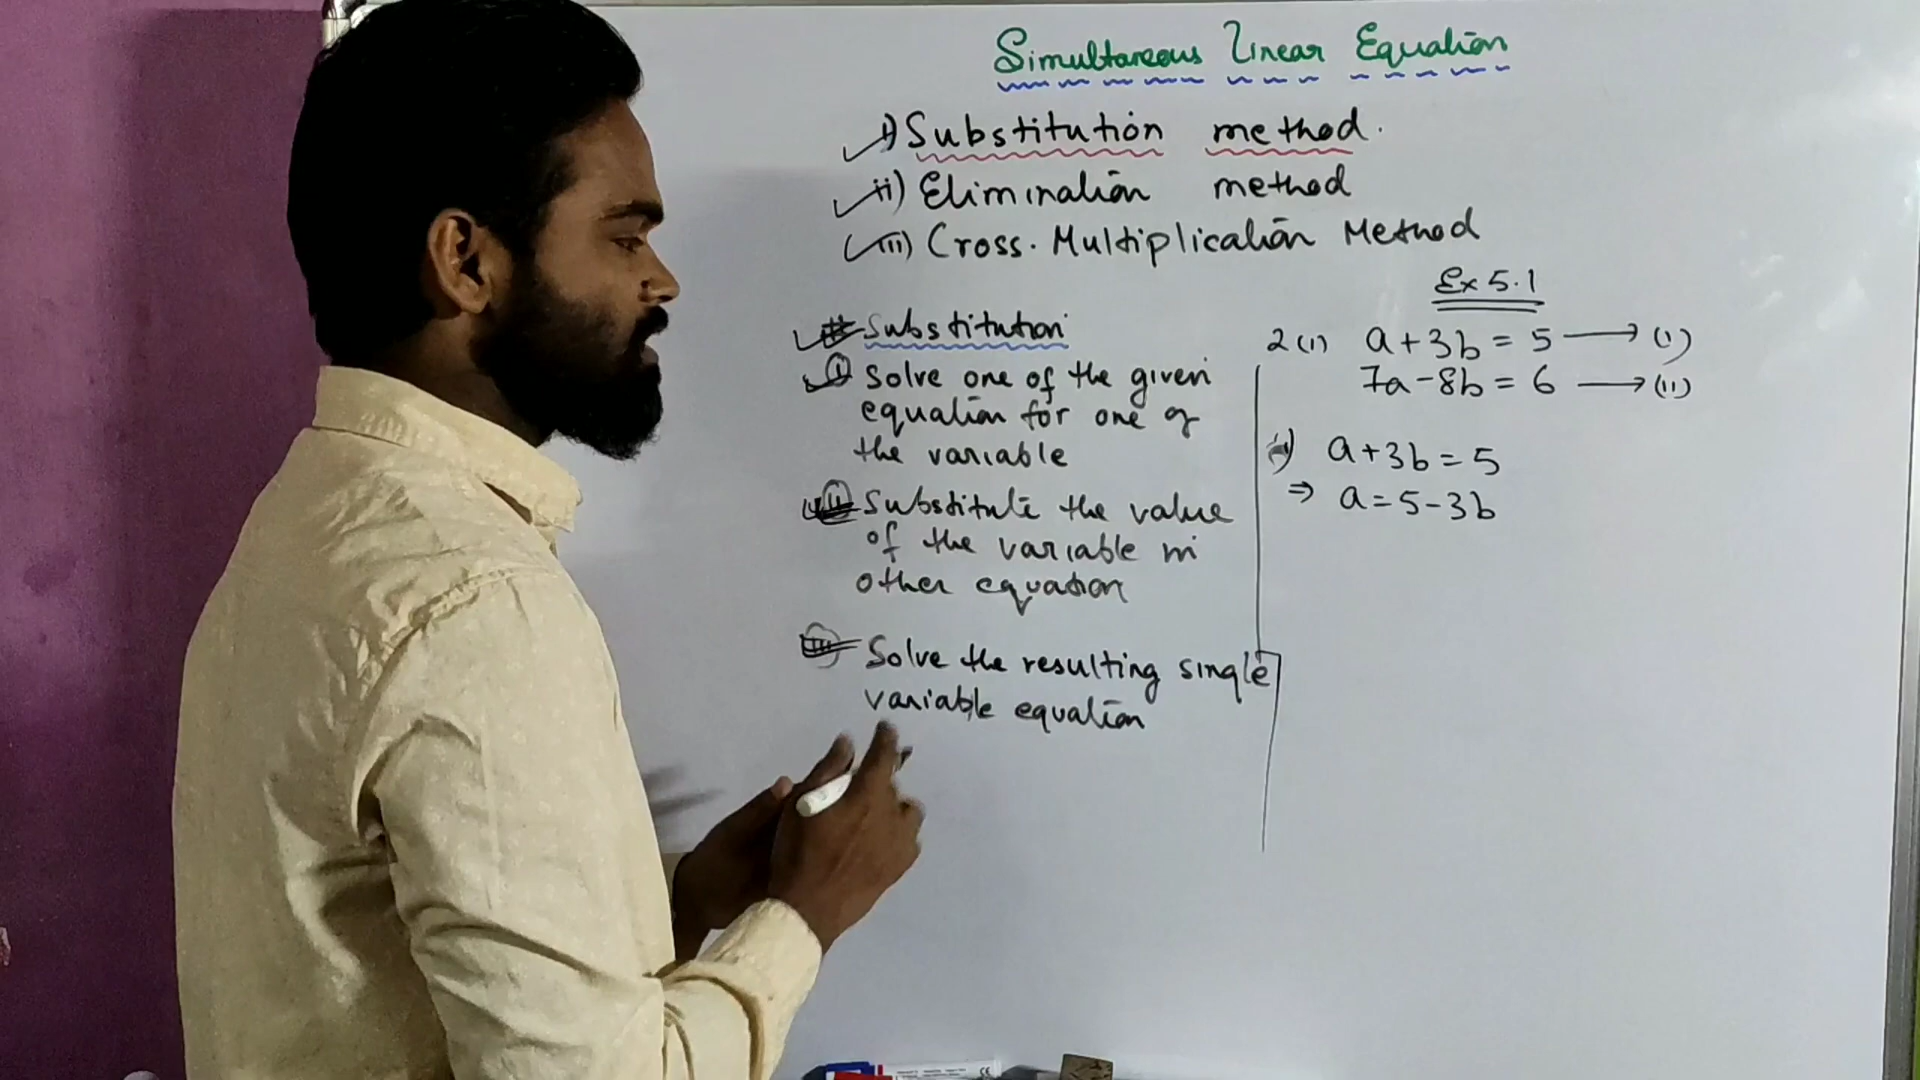 Simultaneous Linear Equation
i) Substitution method.
ii) Elimination method
iii) Cross. Multiplication Method
Substitution
i Solve one of the given
equation for one of
the variable
ii Substitute the value
of the variable in
other equation
iii Solve the resulting single
variable equation
Ex 5.1
2 (i) a+3b = 5 → (i)
7a-8b = 6 → (ii)
a+3b = 5
⇒ a = 5-3b